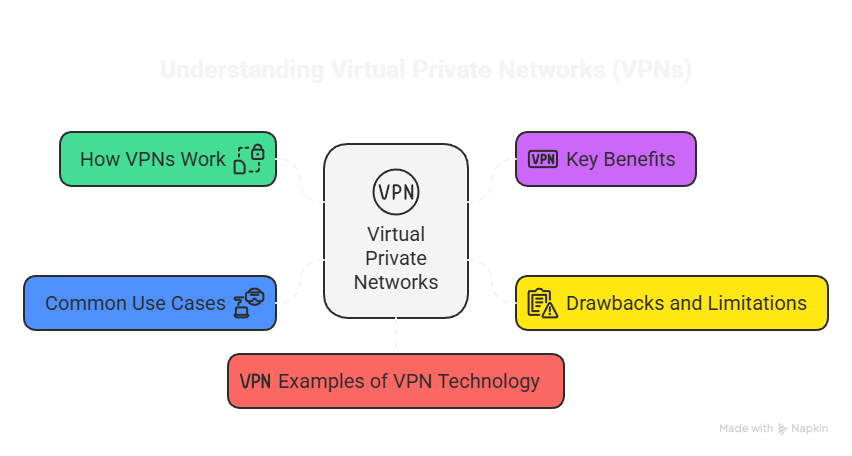 Understanding Virtual Private Networks (VPNs)
How VPNs Work
VPN
Key Benefits
VPN
Virtual
Private
Networks
Common Use Cases
Drawbacks and Limitations
VPN Examples of VPN Technology
Made with Napkin